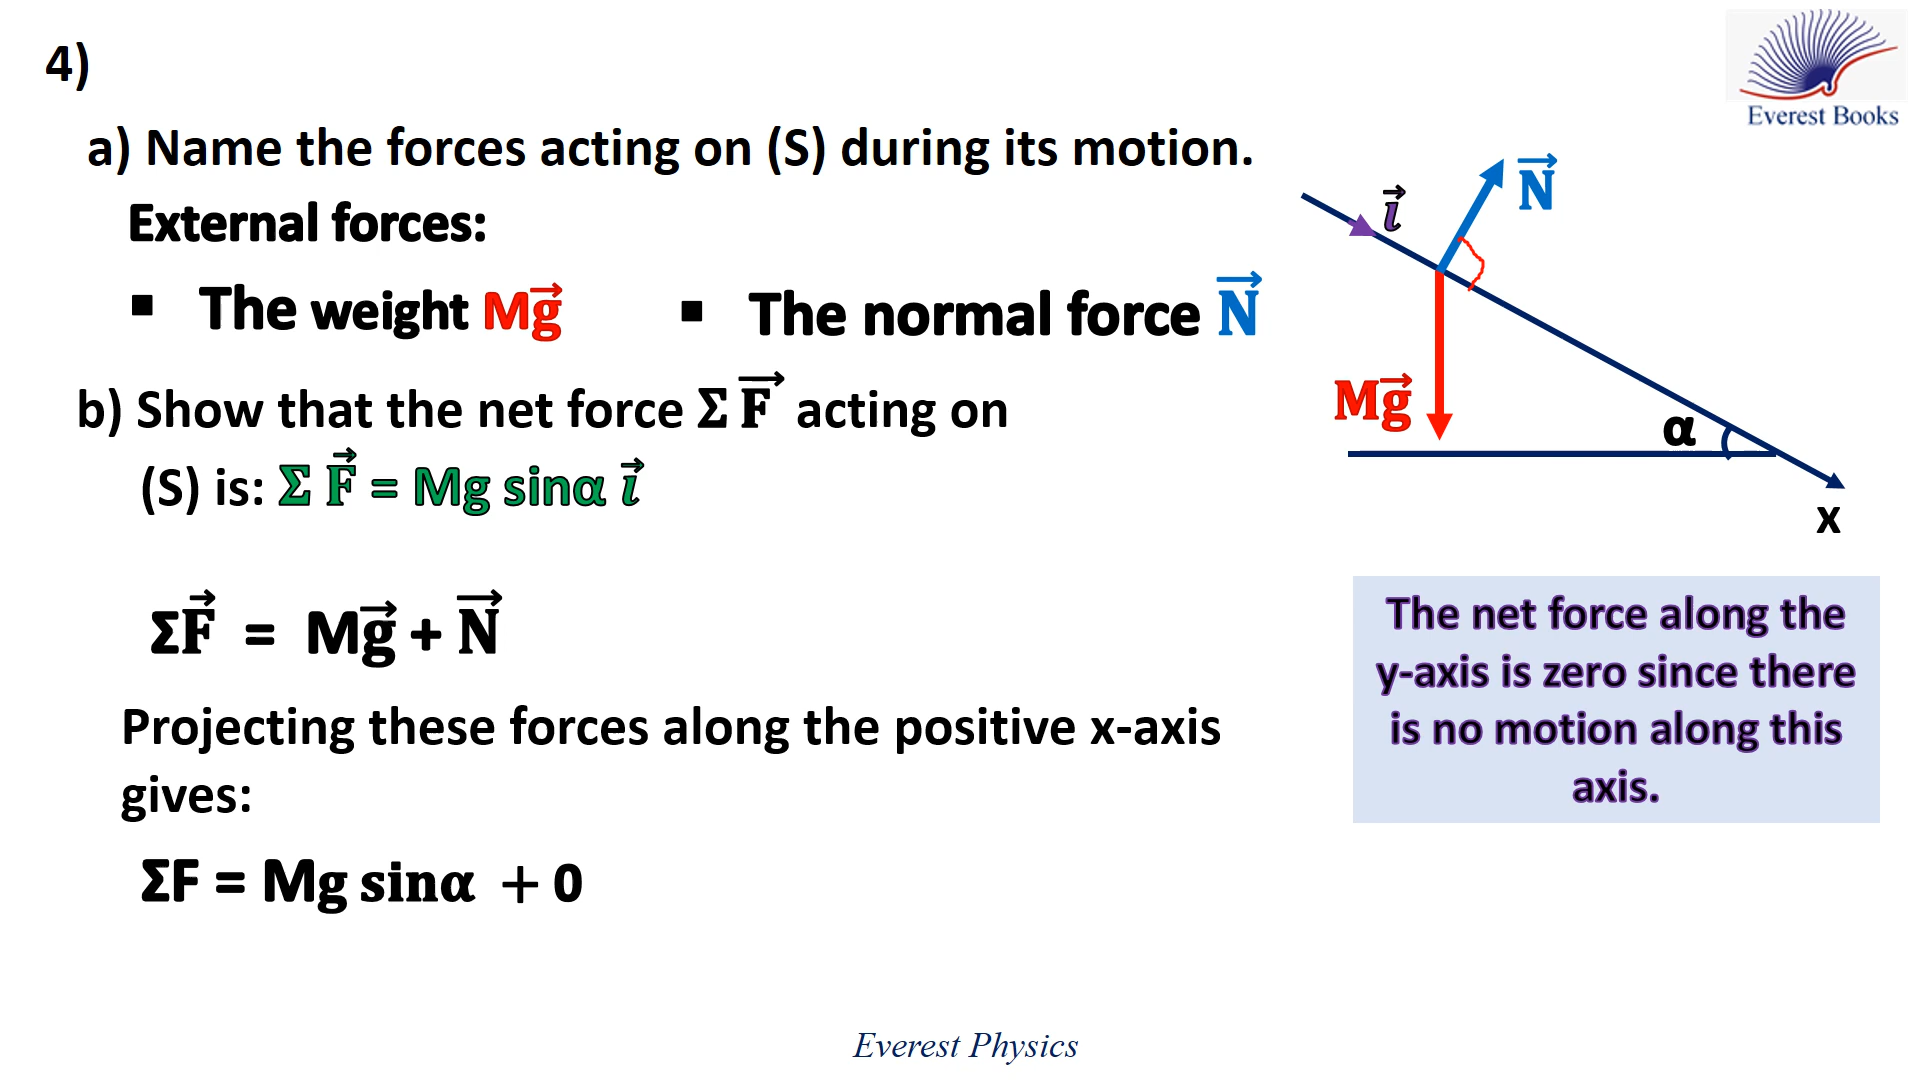 4)
Everest Books
a) Name the forces acting on (S) during its motion.
External forces:
▪ The weight Mg⃗
▪ The normal force N⃗
b) Show that the net force Σ F⃗ acting on
(S) is: Σ F⃗ = Mg sinα i⃗
ΣF⃗ = Mg⃗ + N⃗
Projecting these forces along the positive x-axis
gives:
ΣF = Mg sinα + 0
i⃗
N⃗
Mg⃗
α
x
The net force along the
y-axis is zero since there
is no motion along this
axis.
Everest Physics